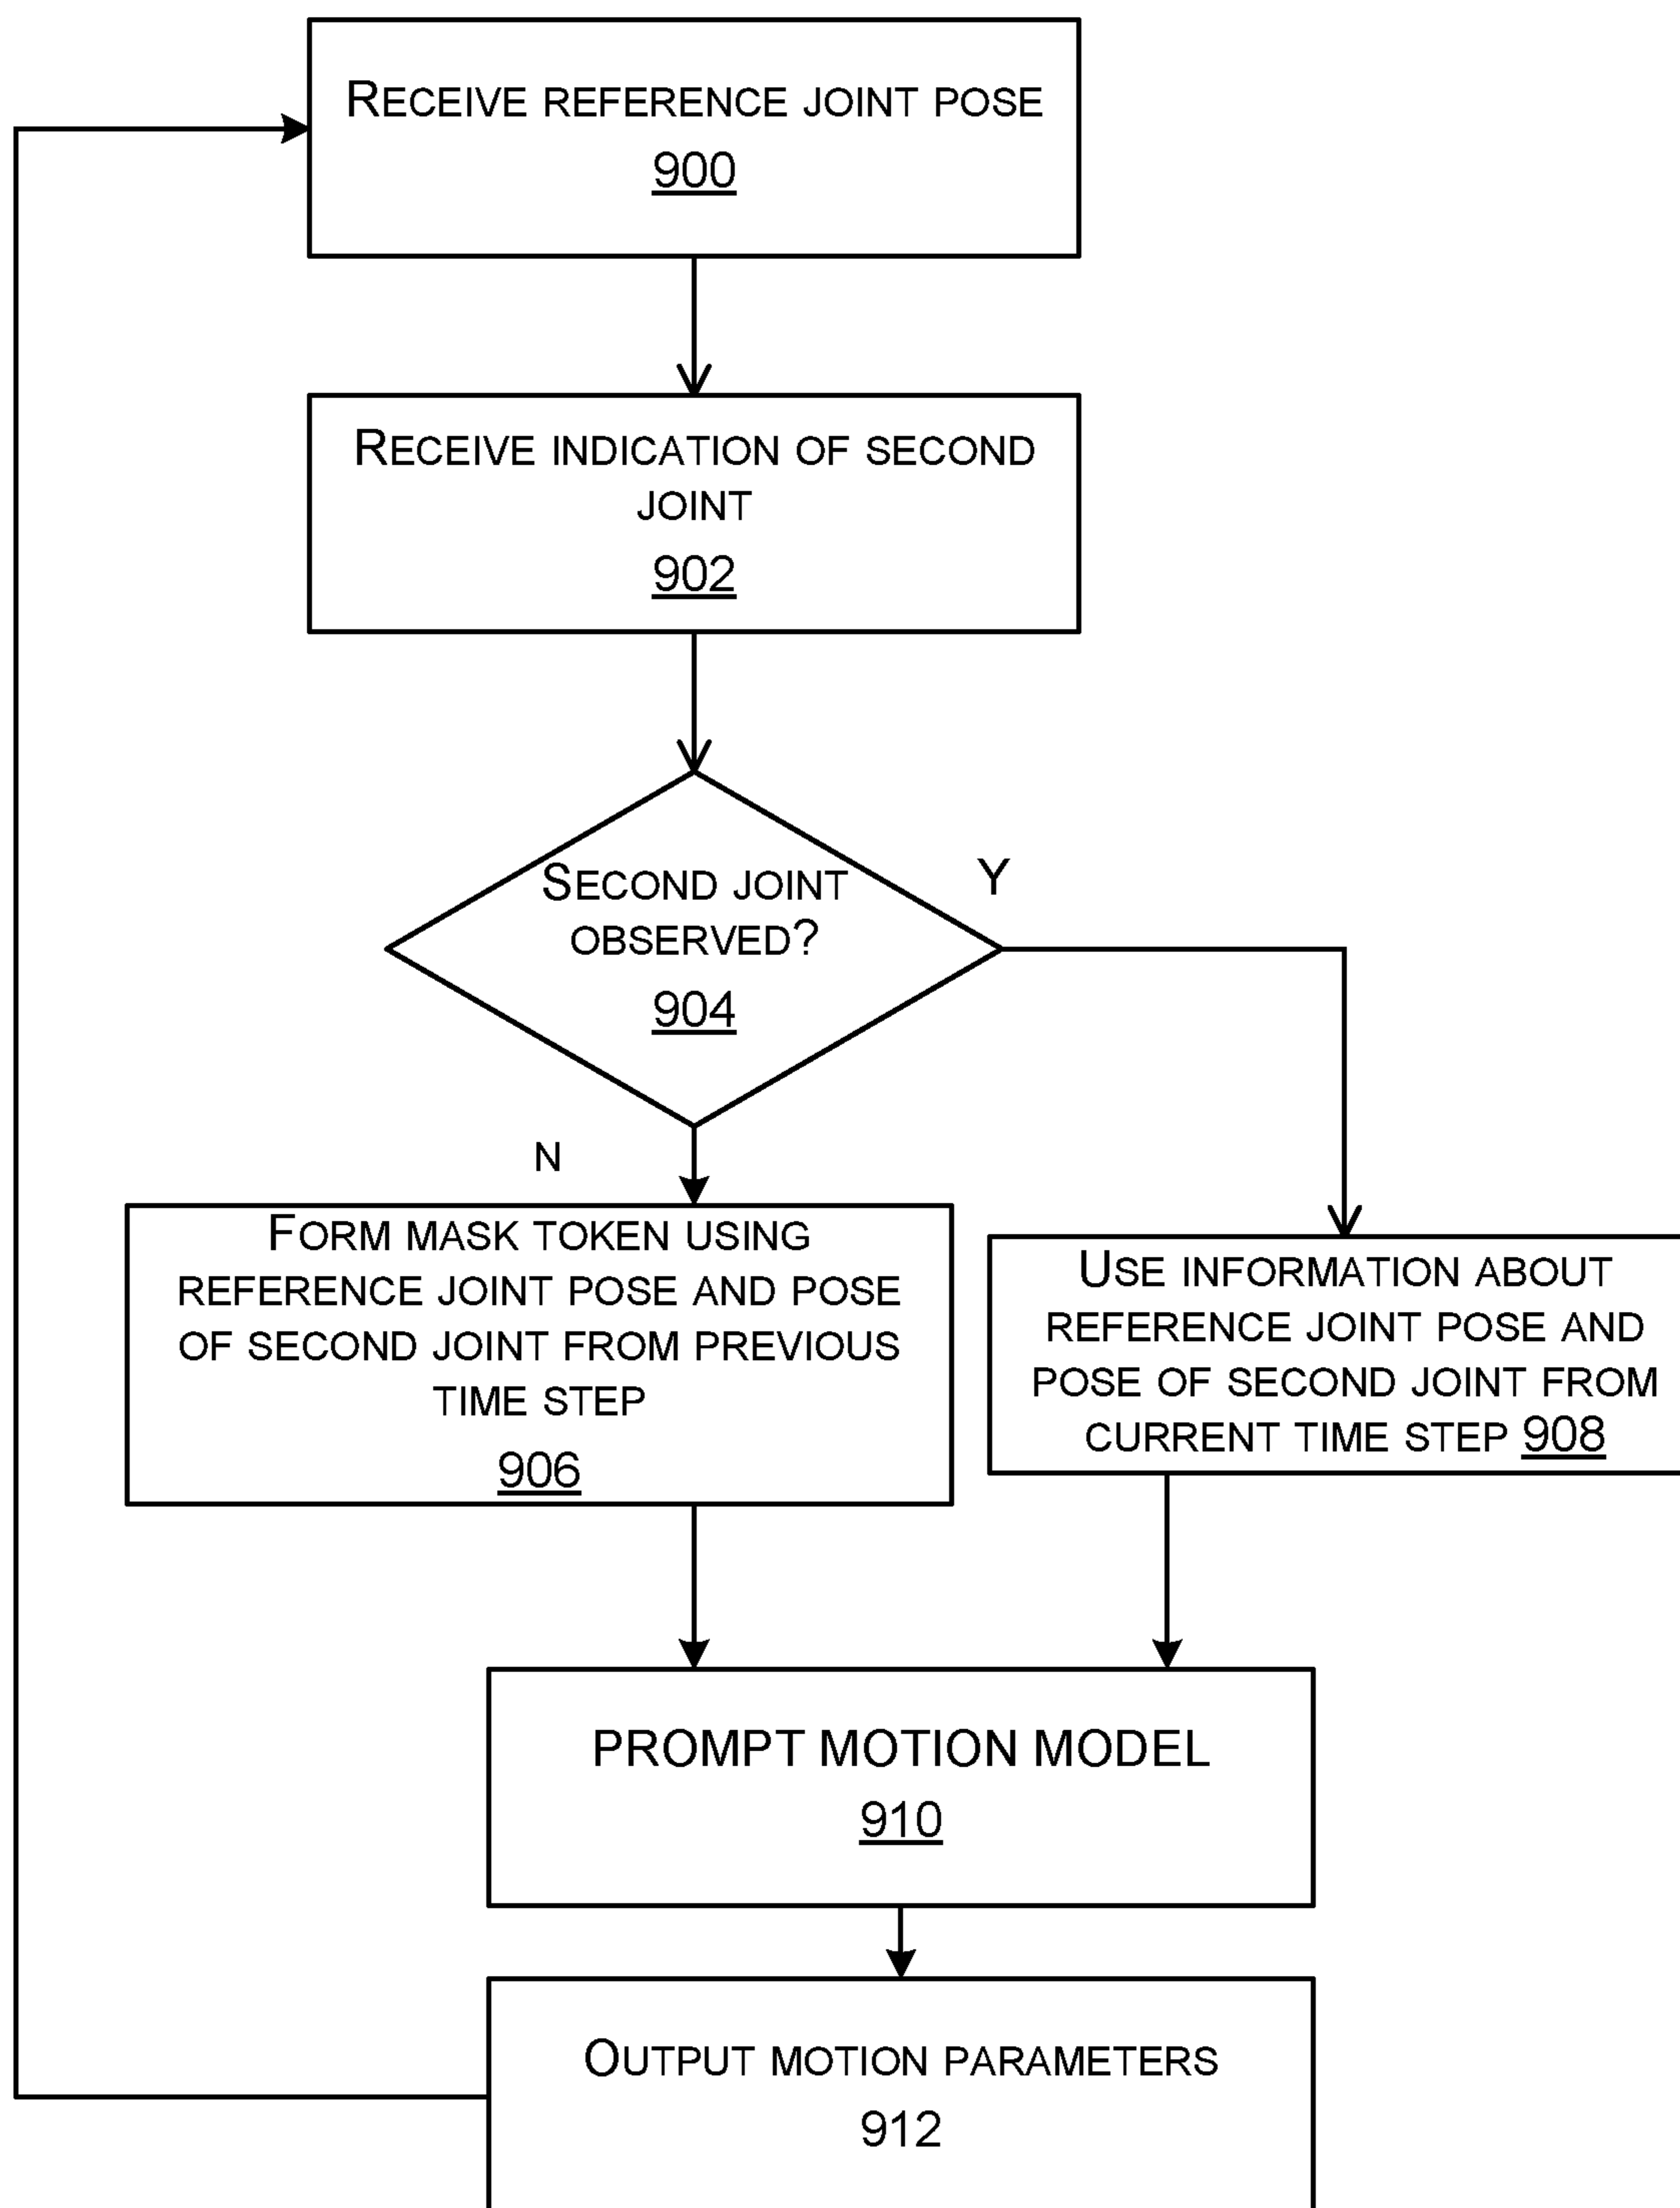 Receive reference joint pose
900
Receive indication of second
joint
902
Second joint
observed?
904
Y
N
Form mask token using
reference joint pose and pose
of second joint from previous
time step
906
Use information about
reference joint pose and
pose of second joint from
current time step 908
PROMPT MOTION MODEL
910
Output motion parameters
912